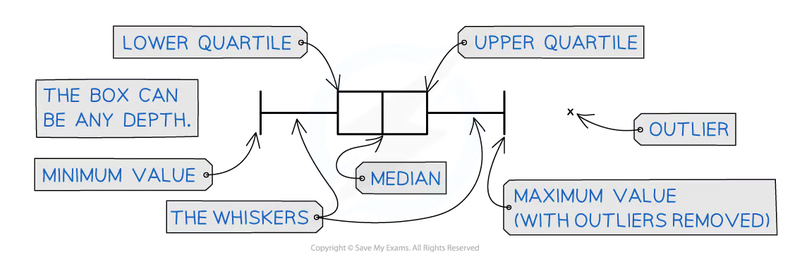 LOWER QUARTILE
UPPER QUARTILE
THE BOX CAN
BE ANY DEPTH.
OUTLIER
MINIMUM VALUE
MEDIAN
MAXIMUM VALUE
(WITH OUTLIERS REMOVED)
THE WHISKERS
Copyright © Save My Exams. All Rights Reserved